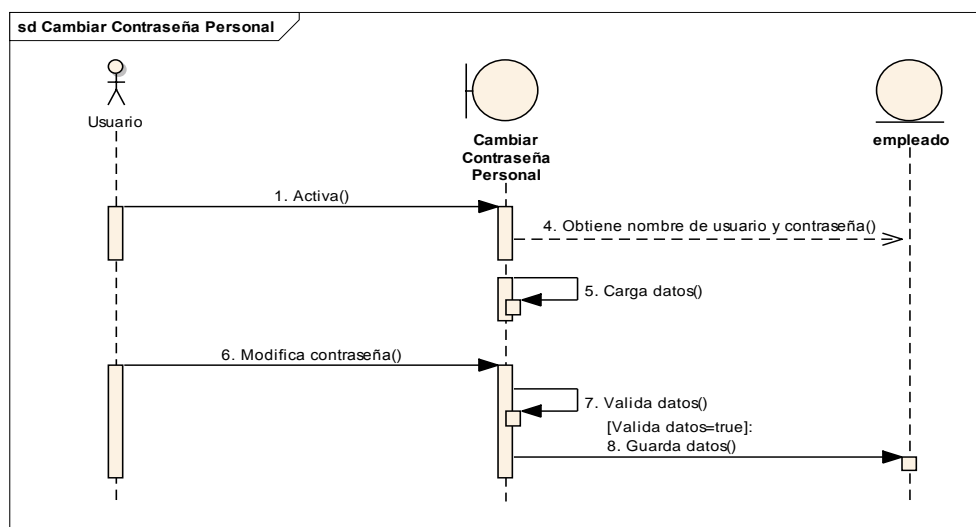 sd Cambiar Contraseña Personal
Usuario
Cambiar
Contraseña
Personal
empleado
1. Activa()
4. Obtiene nombre de usuario y contraseña()
5. Carga datos()
6. Modifica contraseña()
7. Valida datos()
[Valida datos=true]:
8. Guarda datos()